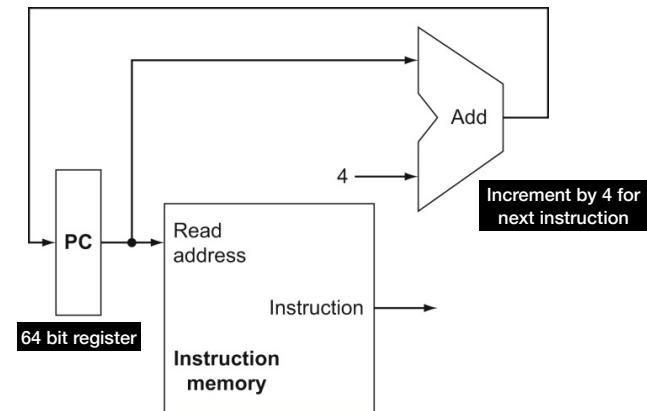 Add
4
Increment by 4 for
next instruction
PC
Read
address
Instruction
64 bit register
Instruction
memory